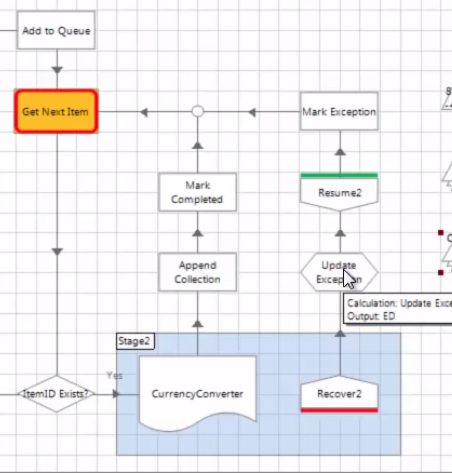 Add to Queue
Get Next Item
Mark Exception
Mark
Completed
Resume2
Append
Collection
Update
Calculation: Update Exce
Output: ED
Stage2
Yes
ItemID Exists?
CurrencyConverter
Recover2